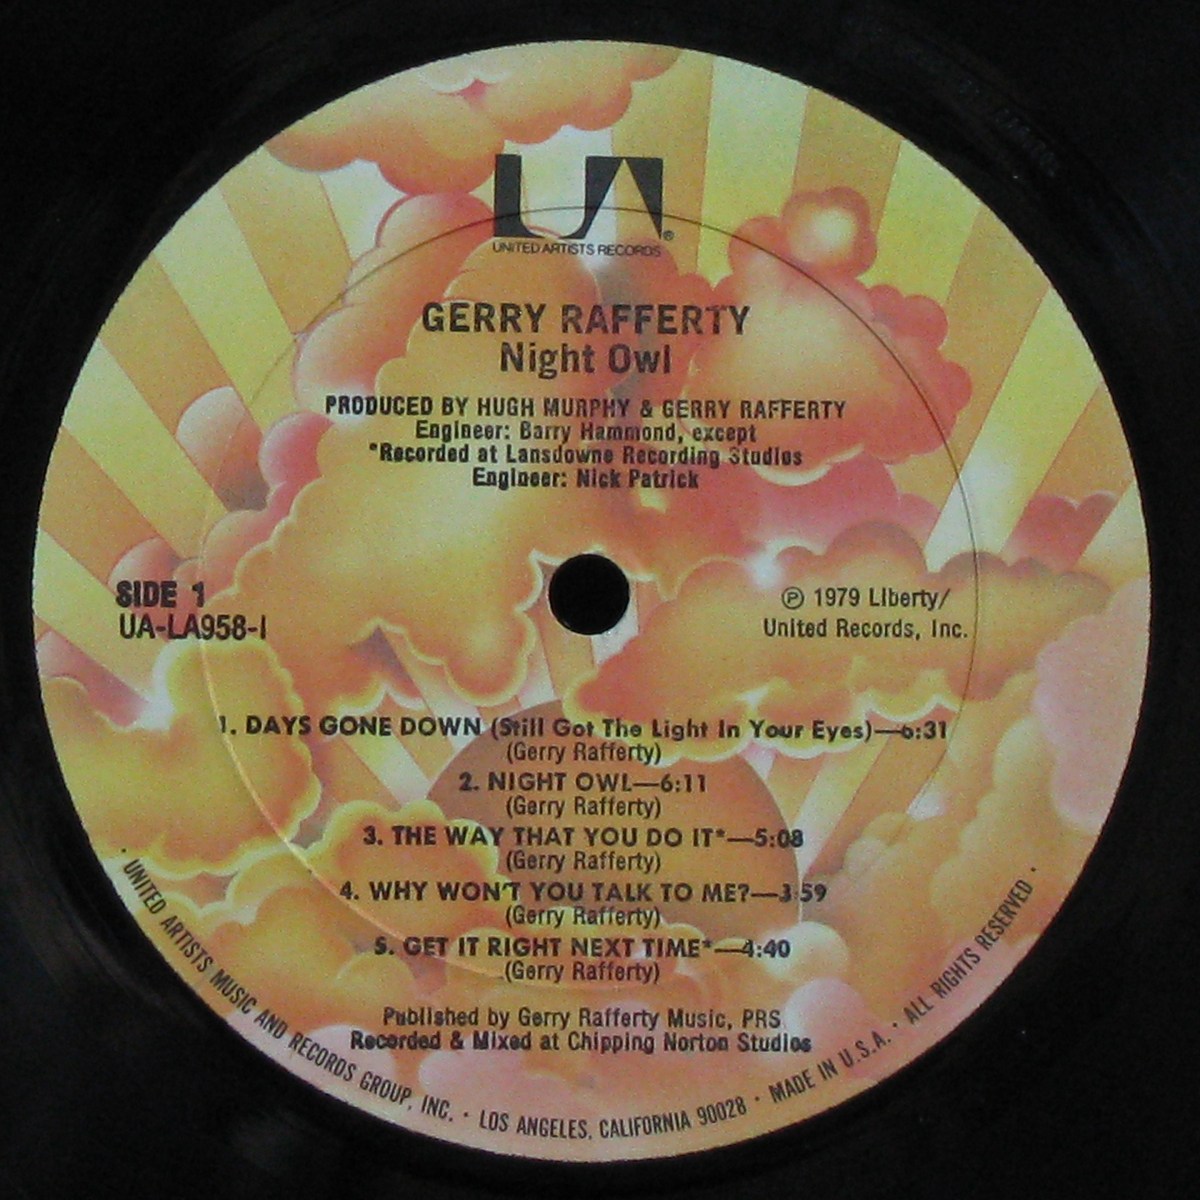 UA®
UNITED ARTISTS RECORDS
GERRY RAFFERTY
Night Owl
PRODUCED BY HUGH MURPHY & GERRY RAFFERTY
Engineer: Barry Hammond, except
*Recorded at Lansdowne Recording Studios
Engineer: Nick Patrick
SIDE 1
UA-LA958-I
℗ 1979 Liberty/
United Records, Inc.
1. DAYS GONE DOWN (Still Got The Light In Your Eyes)—6:31
(Gerry Rafferty)
2. NIGHT OWL—6:11
(Gerry Rafferty)
3. THE WAY THAT YOU DO IT*—5:08
(Gerry Rafferty)
4. WHY WON'T YOU TALK TO ME?—3:59
(Gerry Rafferty)
5. GET IT RIGHT NEXT TIME*—4:40
(Gerry Rafferty)
Published by Gerry Rafferty Music, PRS
Recorded & Mixed at Chipping Norton Studios
· UNITED ARTISTS MUSIC AND RECORDS GROUP, INC. · LOS ANGELES, CALIFORNIA 90028 · MADE IN U.S.A. · ALL RIGHTS RESERVED ·